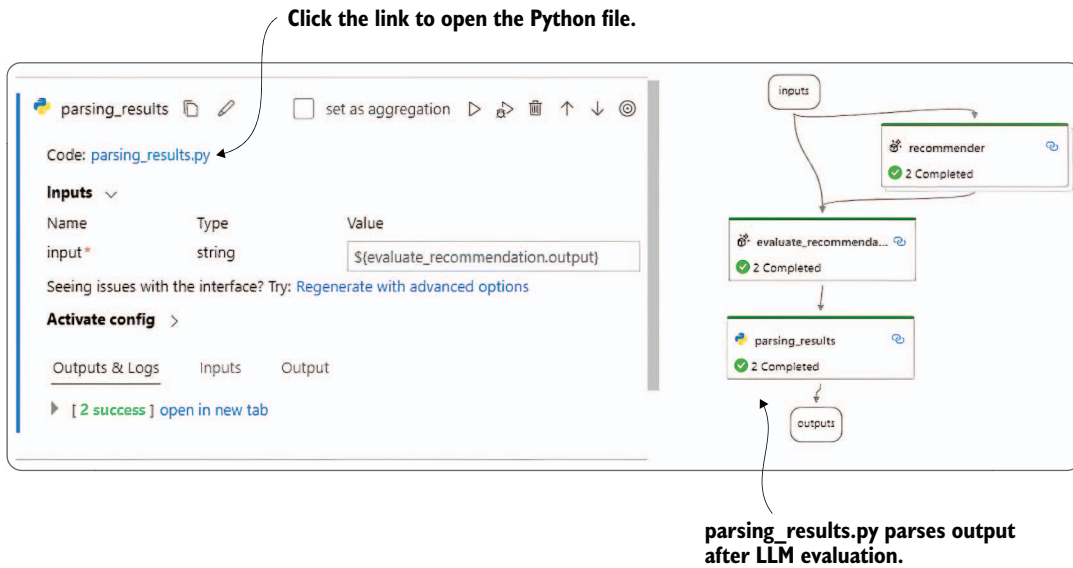 Click the link to open the Python file.
parsing_results
set as aggregation
Code: parsing_results.py
Inputs
Name Type Value
input* string ${evaluate_recommendation.output}
Seeing issues with the interface? Try: Regenerate with advanced options
Activate config
Outputs & Logs Inputs Output
[ 2 success ] open in new tab
inputs
recommender
2 Completed
evaluate_recommenda...
2 Completed
parsing_results
2 Completed
outputs
parsing_results.py parses output
after LLM evaluation.